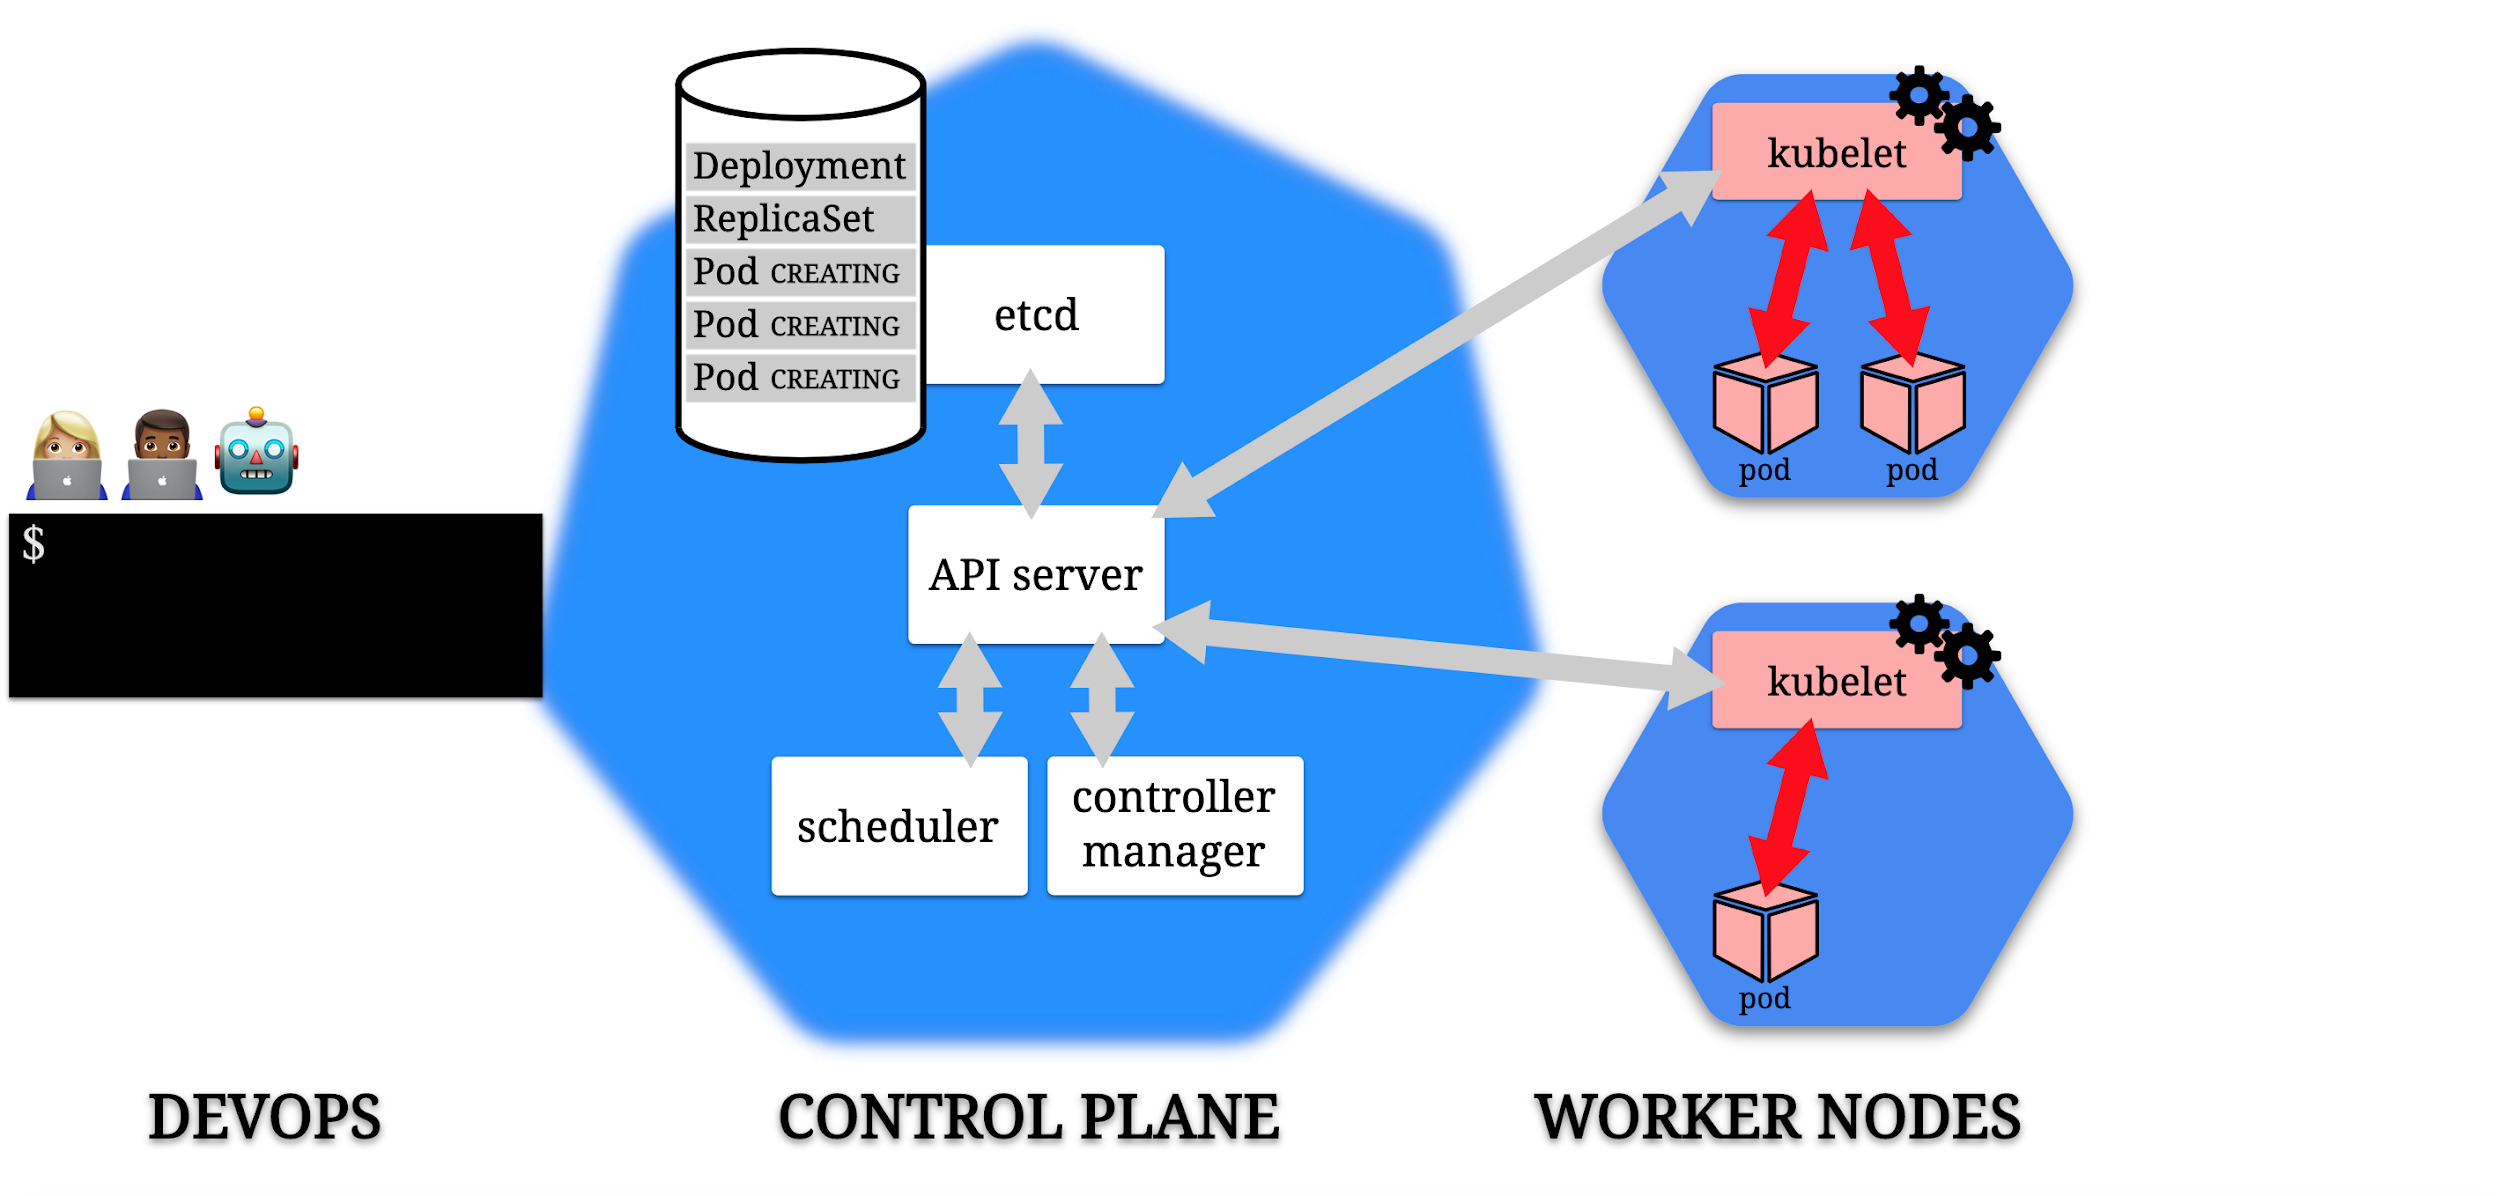 Deployment
ReplicaSet
Pod CREATING
Pod CREATING
Pod CREATING
etcd
$
API server
scheduler
controller
manager
kubelet
pod
pod
kubelet
pod
DEVOPS
CONTROL PLANE
WORKER NODES